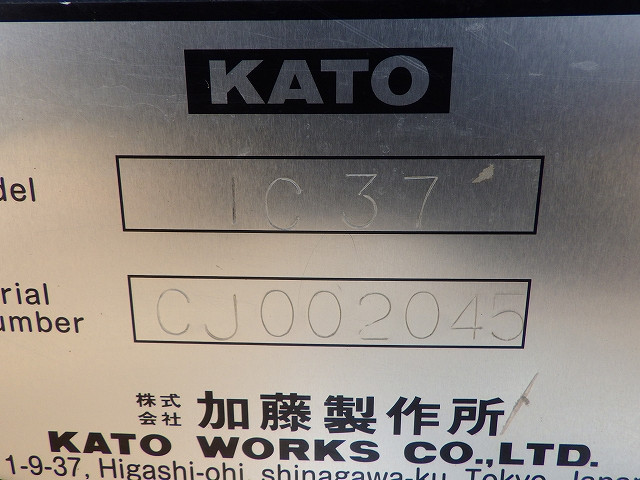 KATO
del
IC37
rial
umber
CJ002045
株式
会社
加藤製作所
KATO WORKS CO.,LTD.
1-9-37, Higashi-ohi, shinagawa-ku, Tokyo, Japan